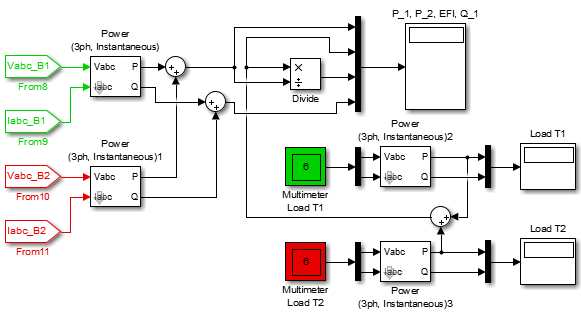 P_1, P_2, EFI, Q_1
Power
(3ph, Instantaneous)
Vabc_B1
From8
Vabc P
Iabc Q
Iabc_B1
From9
+
+
×
÷
Divide
Power
(3ph, Instantaneous)1
Vabc_B2
From10
Vabc P
Iabc Q
Iabc_B2
From11
Power
(3ph, Instantaneous)2
Load T1
6
Multimeter
Load T1
Vabc P
Iabc Q
Load T2
6
Multimeter
Load T2
Vabc P
Iabc Q
Power
(3ph, Instantaneous)3